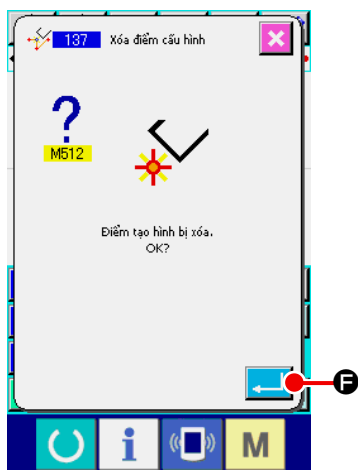 137 Xóa điểm cấu hình
?
M512
Điểm tạo hình bị xóa.
OK?
F
i
M